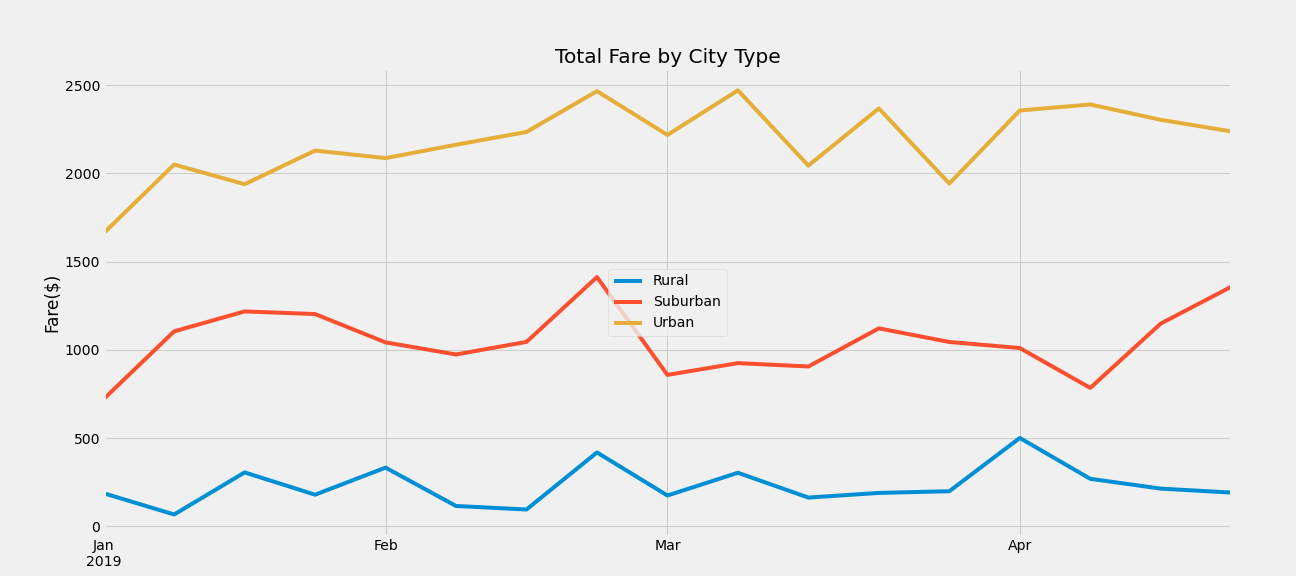 Total Fare by City Type
Fare($)
2500
2000
1500
1000
500
0
Rural
Suburban
Urban
Jan
2019
Feb
Mar
Apr